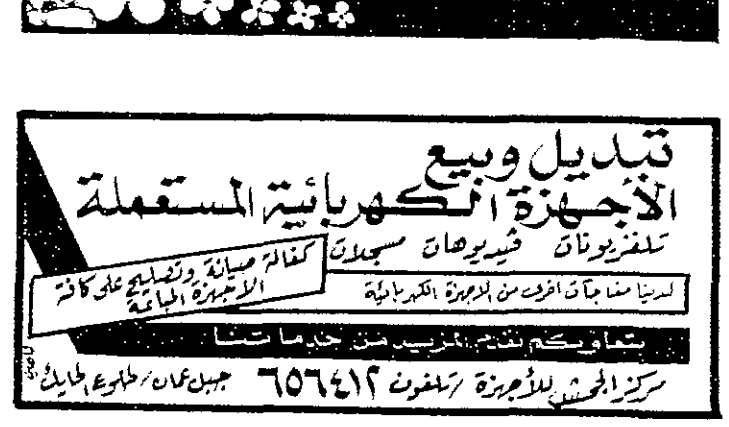 تبديل وبيع
الأجهزة الكهربائية المستعملة
تلفزيونات فيديوهات مسجلات
كفالة صيانة وتصليح على كافة
الأجهزة المباعة
لدينا مفاجآت أخرى من الأجهزة الكهربائية
بتعاونكم نقدم المزيد من خدماتنا
مركز الجحش للأجهزة / تلفون ٦٥٦٤١٢ جبل عمان / طلوع الحايك